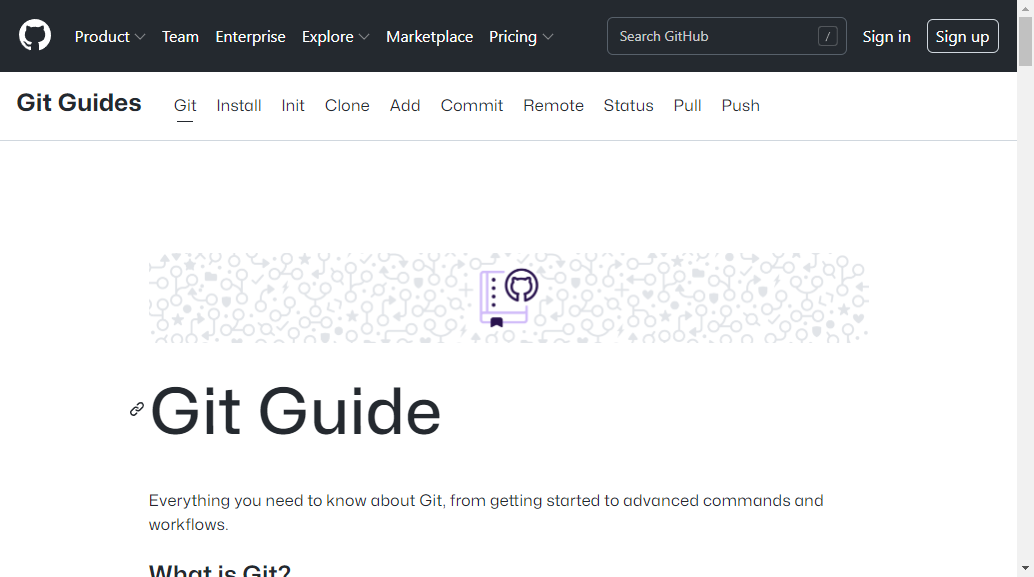 Product Team Enterprise Explore Marketplace Pricing Search GitHub / Sign in Sign up
Git Guides Git Install Init Clone Add Commit Remote Status Pull Push
Git Guide
Everything you need to know about Git, from getting started to advanced commands and
workflows.
What is Git?